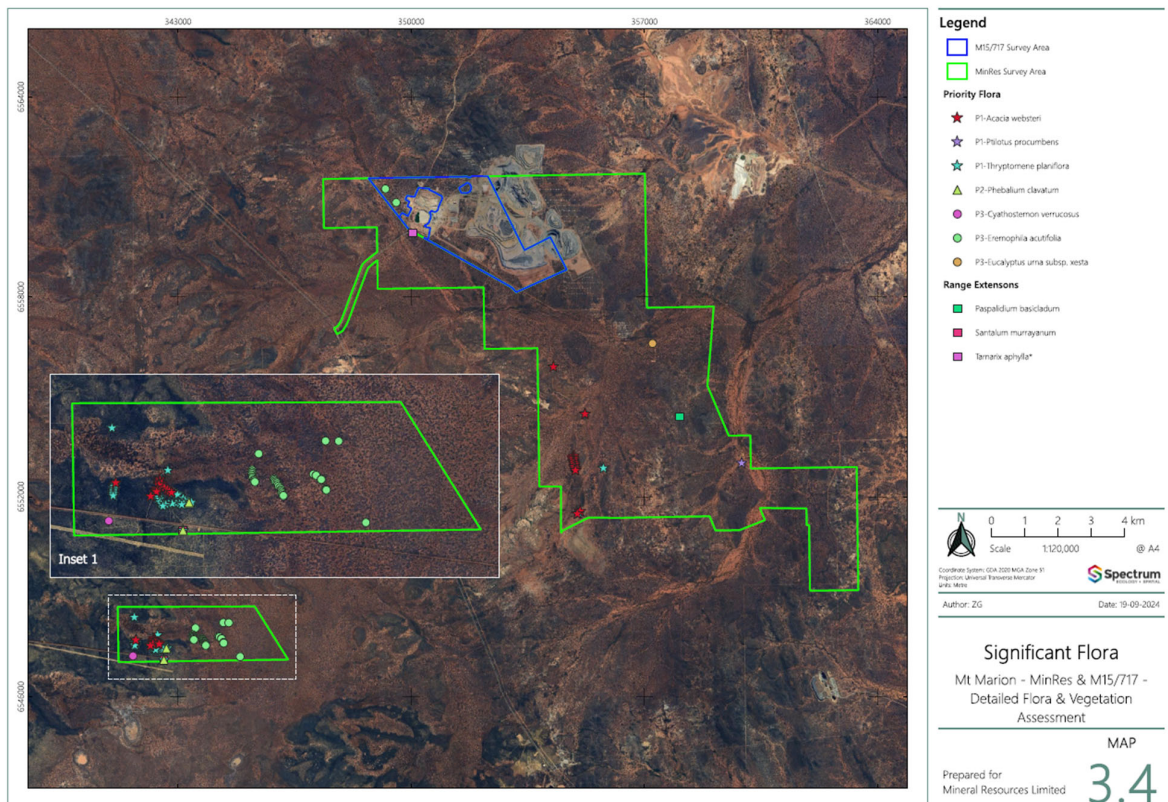 343000
350000
357000
364000
6564000
6558000
6552000
6546000
Inset 1
Legend
M15/717 Survey Area
MinRes Survey Area
Priority Flora
P1-Acacia websteri
P1-Ptilotus procumbens
P1-Thryptomene planiflora
P2-Phebalium clavatum
P3-Cyathostemon verrucosus
P3-Eremophila acutifolia
P3-Eucalyptus urna subsp. xesta
Range Extensons
Paspalidium basicladum
Santalum murrayanum
Tamarix aphylla*
N
0 1 2 3 4 km
Scale 1:120,000 @ A4
Coordinate System: GDA 2020 MGA Zone 51
Projection: Universal Transverse Mercator
Units: Metre
Spectrum
ECOLOGY + SPATIAL
Author: ZG Date: 19-09-2024
Significant Flora
Mt Marion - MinRes & M15/717 -
Detailed Flora & Vegetation
Assessment
MAP
Prepared for
Mineral Resources Limited
3.4